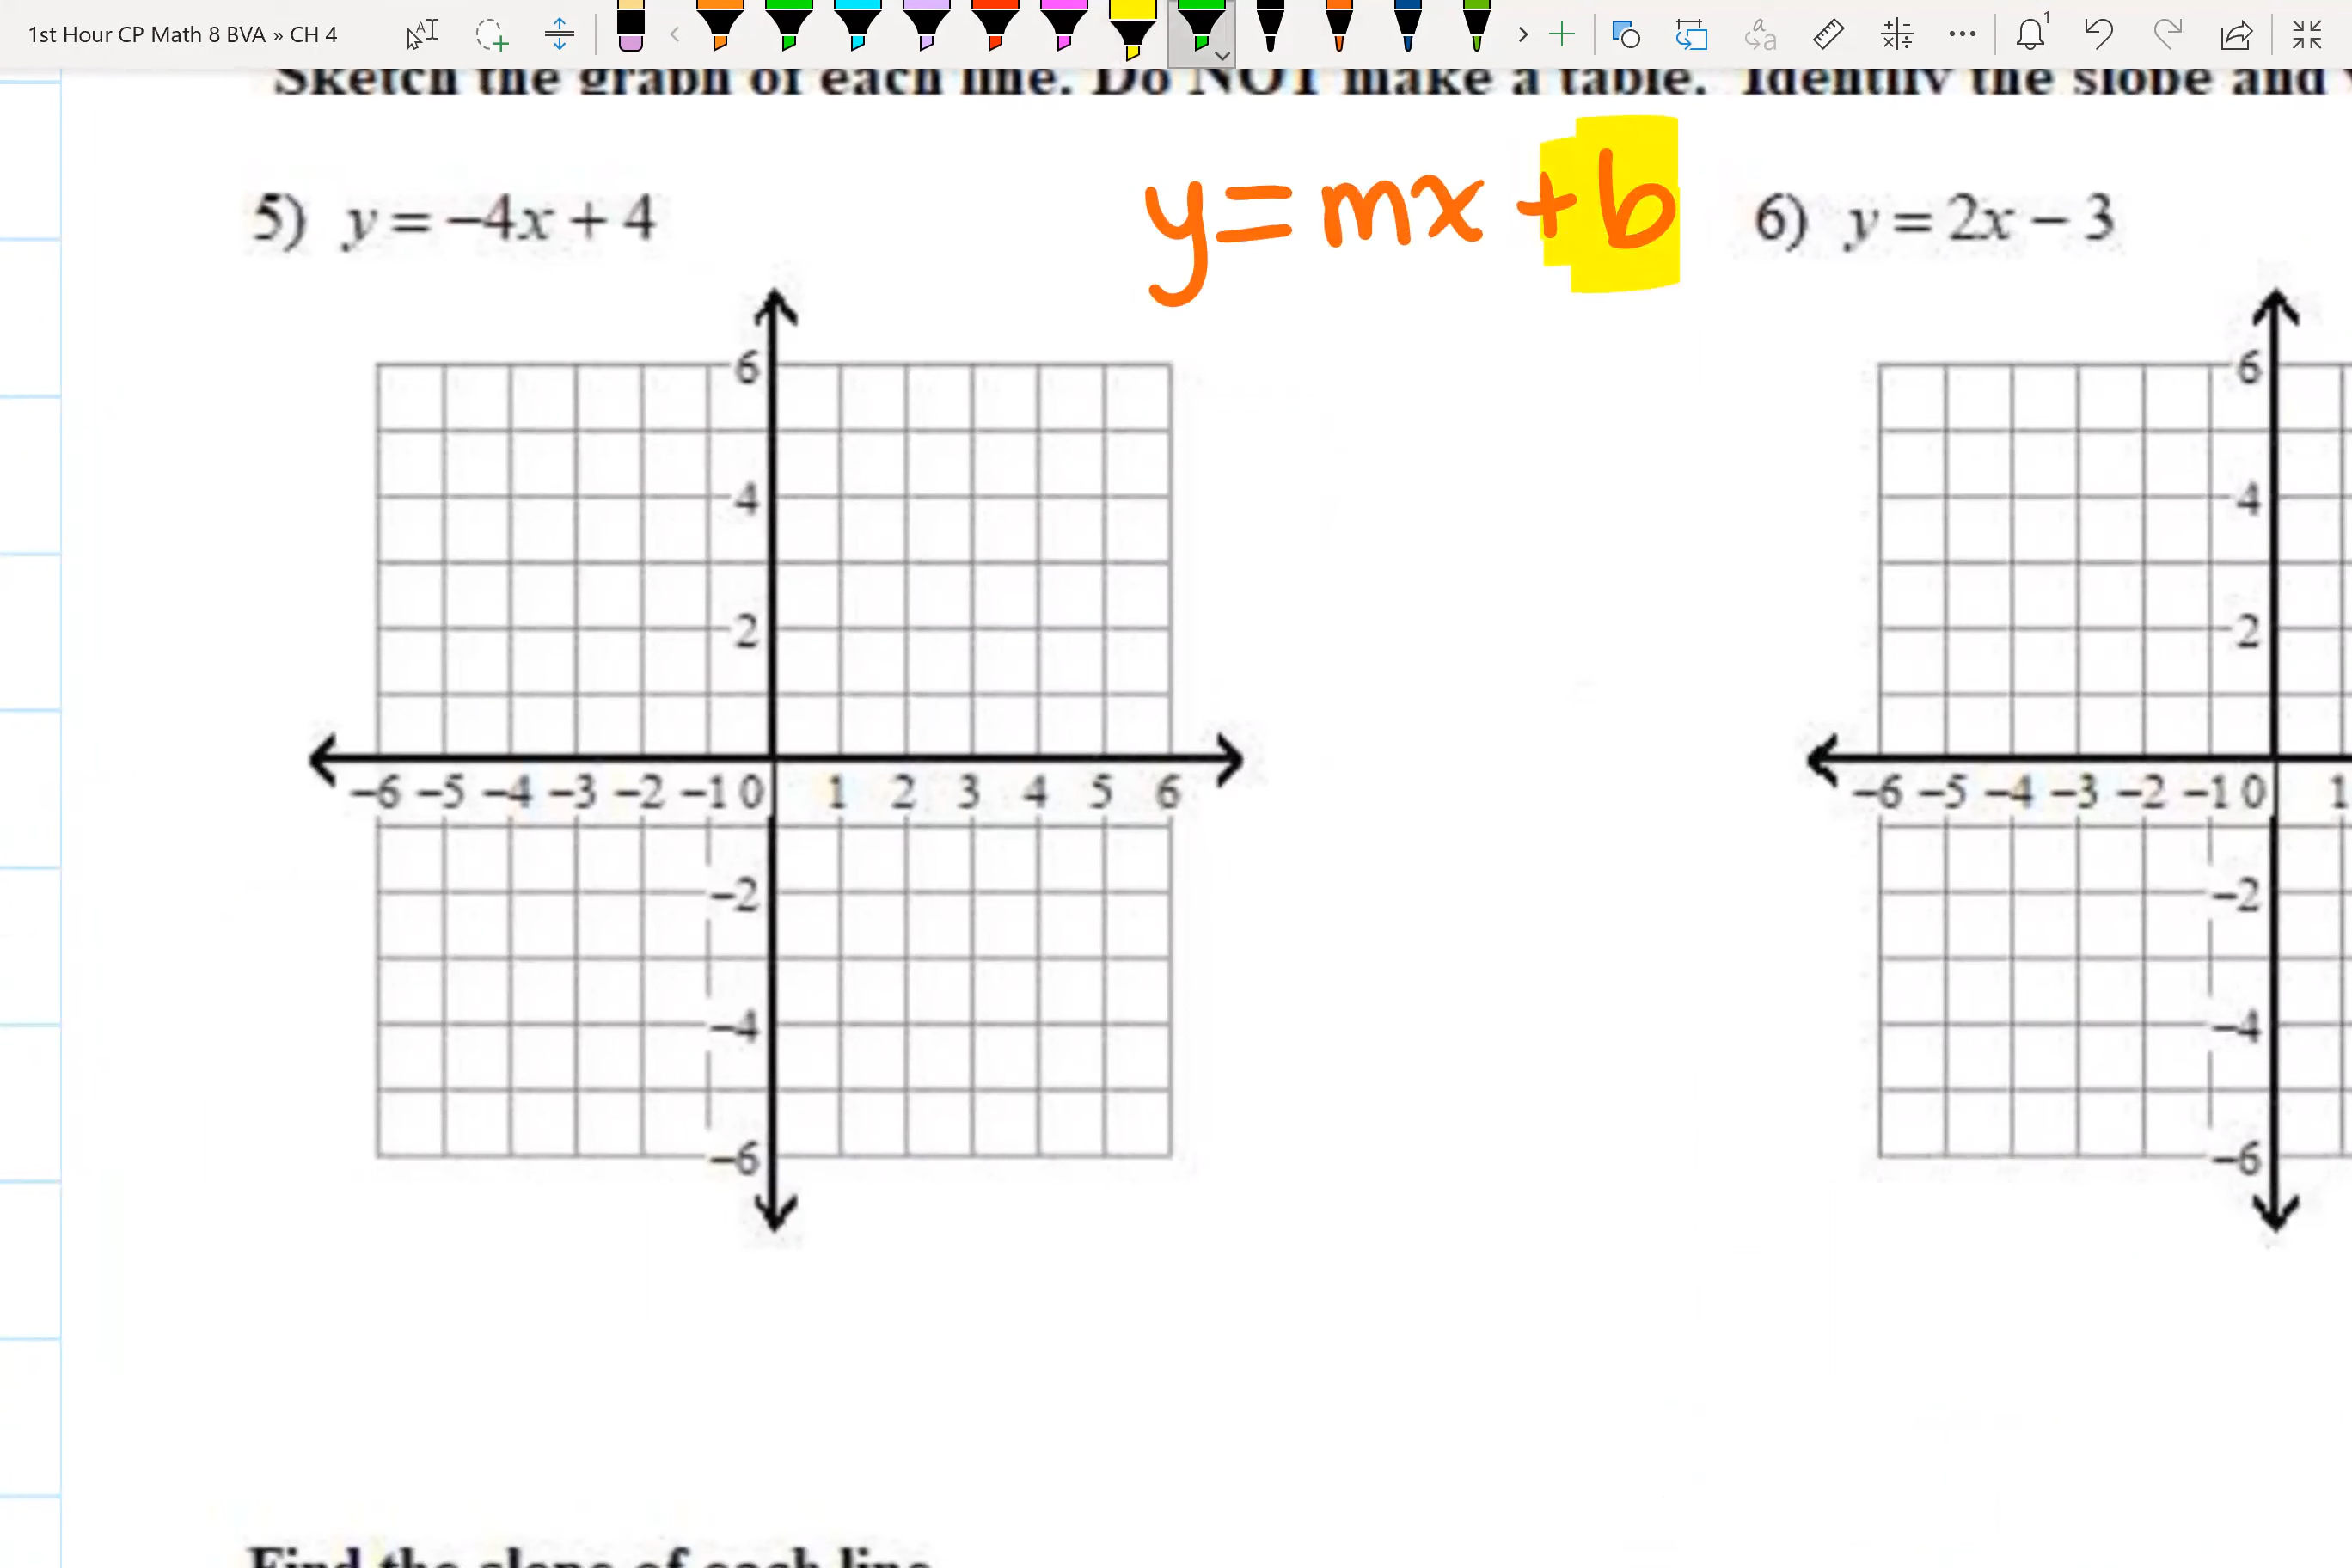 1st Hour CP Math 8 BVA » CH 4
Sketch the graph of each line. Do NOT make a table. Identify the slope and
5) y = −4x + 4
y = mx + b
6) y = 2x − 3
6
4
2
−6 −5 −4 −3 −2 −1 0 1 2 3 4 5 6
−2
−4
−6
6
4
2
−6 −5 −4 −3 −2 −1 0 1
−2
−4
−6
Find the slope of each line